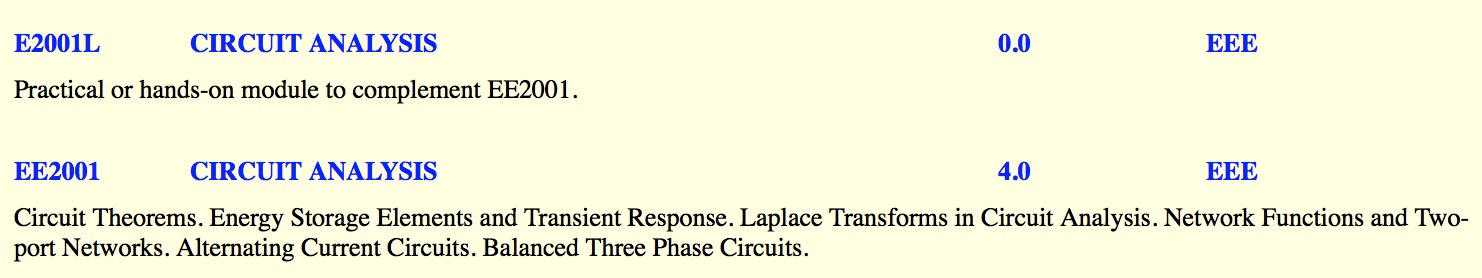 E2001L CIRCUIT ANALYSIS 0.0 EEE
Practical or hands-on module to complement EE2001.
EE2001 CIRCUIT ANALYSIS 4.0 EEE
Circuit Theorems. Energy Storage Elements and Transient Response. Laplace Transforms in Circuit Analysis. Network Functions and Two-
port Networks. Alternating Current Circuits. Balanced Three Phase Circuits.